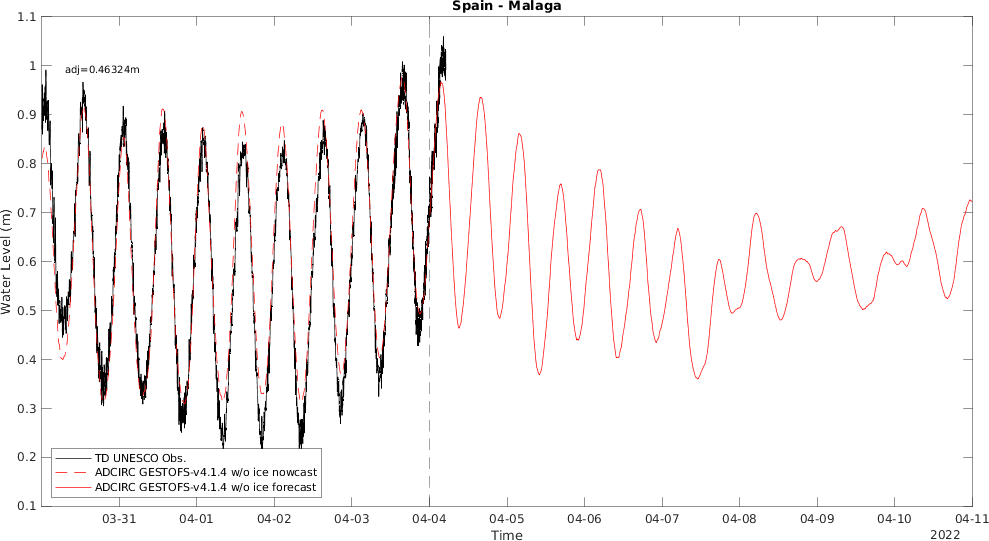 Spain - Malaga
1.1
1
0.9
0.8
0.7
0.6
0.5
0.4
0.3
0.2
0.1
Water Level (m)
adj=0.46324m
TD UNESCO Obs.
ADCIRC GESTOFS-v4.1.4 w/o ice nowcast
ADCIRC GESTOFS-v4.1.4 w/o ice forecast
03-31 04-01 04-02 04-03 04-04 04-05 04-06 04-07 04-08 04-09 04-10 04-11
Time
2022